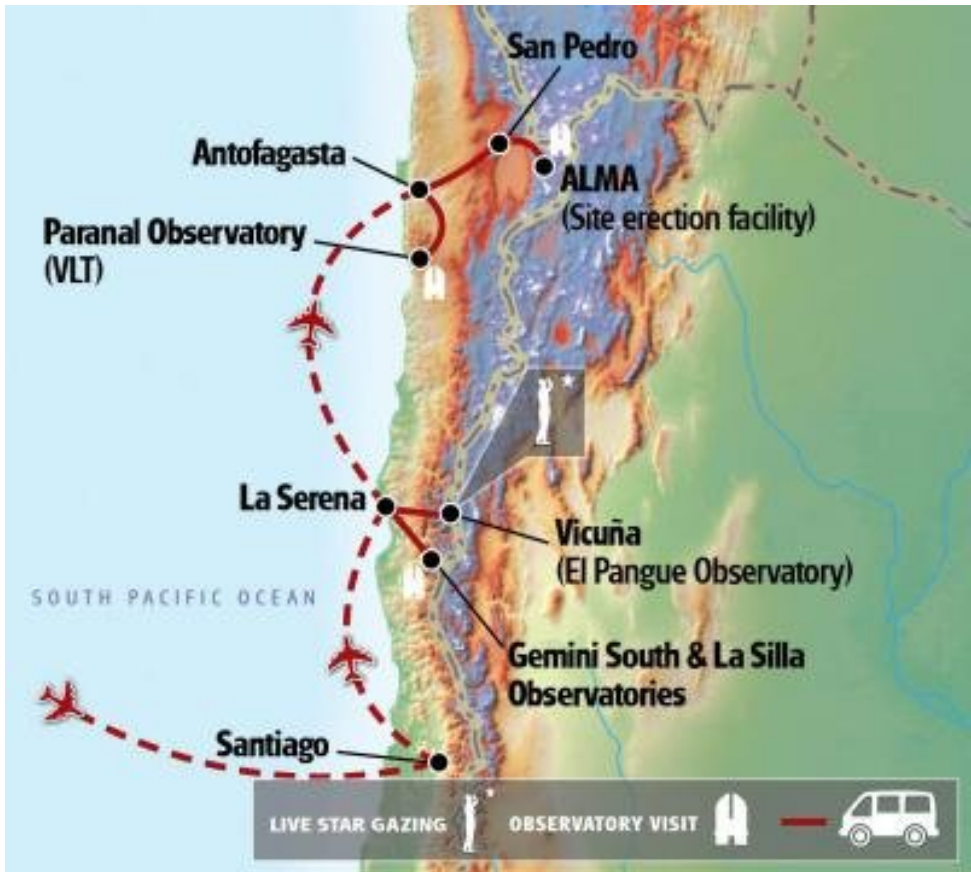 San Pedro
Antofagasta
ALMA
(Site erection facility)
Paranal Observatory
(VLT)
La Serena
Vicuña
(El Pangue Observatory)
SOUTH PACIFIC OCEAN
Gemini South & La Silla
Observatories
Santiago
LIVE STAR GAZING
OBSERVATORY VISIT